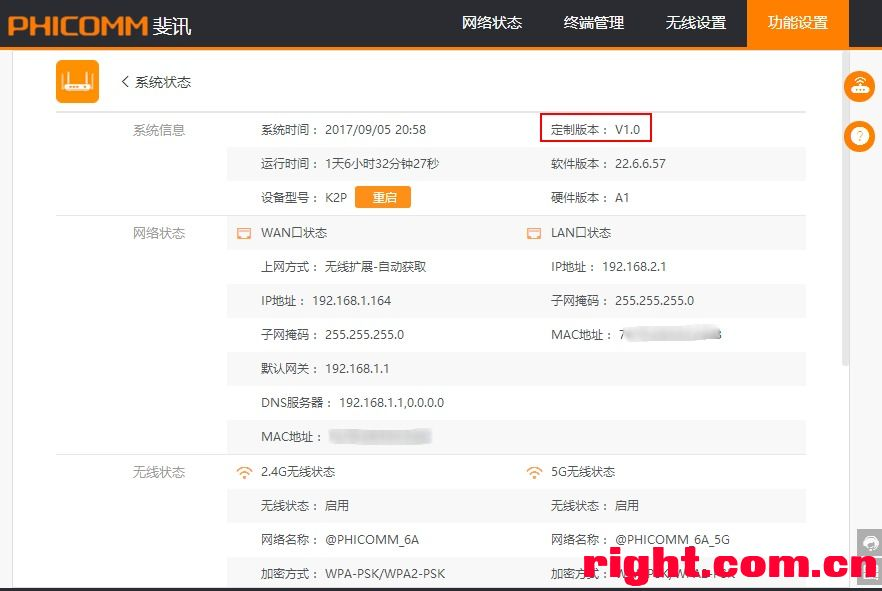 PHICOMM 斐讯 网络状态 终端管理 无线设置 功能设置
系统状态
系统信息 系统时间： 2017/09/05 20:58 定制版本： V1.0
运行时间： 1天6小时32分钟27秒 软件版本： 22.6.6.57
设备型号： K2P 重启 硬件版本： A1
网络状态 WAN口状态 LAN口状态
上网方式： 无线扩展-自动获取 IP地址： 192.168.2.1
IP地址： 192.168.1.164 子网掩码： 255.255.255.0
子网掩码： 255.255.255.0 MAC地址： 7
默认网关： 192.168.1.1
DNS服务器： 192.168.1.1,0.0.0.0
MAC地址：
无线状态 2.4G无线状态 5G无线状态
无线状态： 启用 无线状态： 启用
网络名称： @PHICOMM_6A 网络名称： @PHICOMM_6A_5G
加密方式： WPA-PSK/WPA2-PSK 加密方式： WPA-PSK/WPA2-PSK
right.com.cn